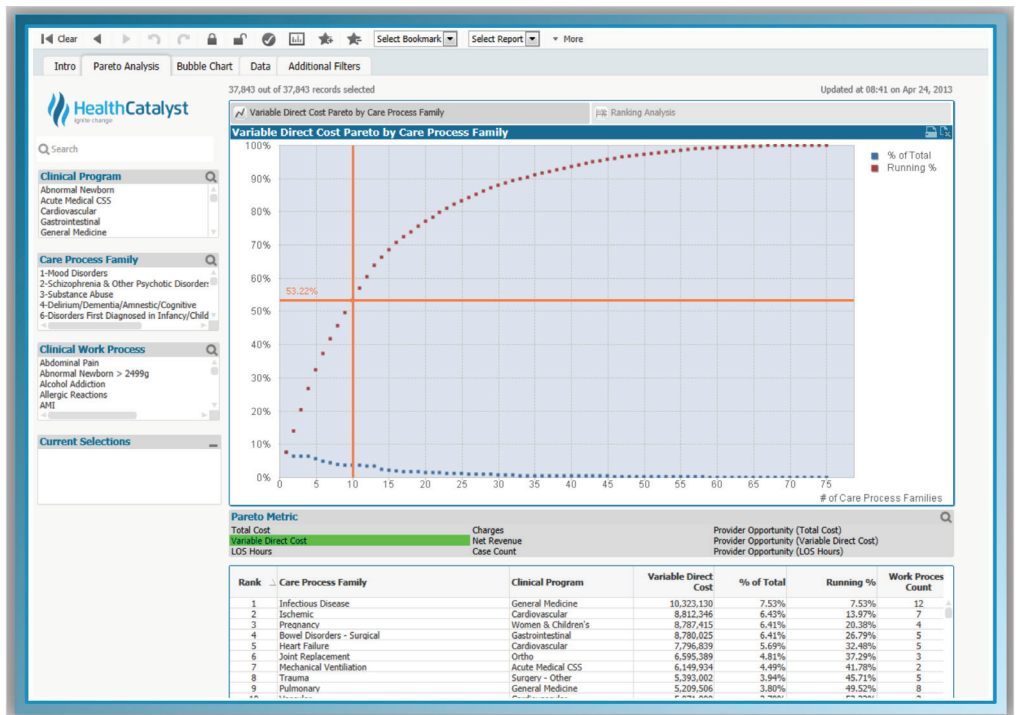 Clear Select Bookmark Select Report More
Intro Pareto Analysis Bubble Chart Data Additional Filters
37,843 out of 37,843 records selected Updated at 08:41 on Apr 24, 2013
HealthCatalyst
ignite change
Search
Clinical Program
Abnormal Newborn
Acute Medical CSS
Cardiovascular
Gastrointestinal
General Medicine
Care Process Family
1-Mood Disorders
2-Schizophrenia & Other Psychotic Disorders
3-Substance Abuse
4-Delirium/Dementia/Amnestic/Cognitive
6-Disorders First Diagnosed in Infancy/Child
Clinical Work Process
Abdominal Pain
Abnormal Newborn > 2499g
Alcohol Addiction
Allergic Reactions
AMI
Current Selections
Variable Direct Cost Pareto by Care Process Family Ranking Analysis
Variable Direct Cost Pareto by Care Process Family
% of Total
Running %
100%
90%
80%
70%
60%
53.22%
50%
40%
30%
20%
10%
0%
0 5 10 15 20 25 30 35 40 45 50 55 60 65 70 75
# of Care Process Families
Pareto Metric
Total Cost Charges Provider Opportunity (Total Cost)
Variable Direct Cost Net Revenue Provider Opportunity (Variable Direct Cost)
LOS Hours Case Count Provider Opportunity (LOS Hours)
Rank Care Process Family Clinical Program Variable Direct Cost % of Total Running % Work Proces Count
1 Infectious Disease General Medicine 10,323,130 7.53% 7.53% 12
2 Ischemic Cardiovascular 8,812,346 6.43% 13.97% 7
3 Pregnancy Women & Children's 8,787,415 6.41% 20.38% 4
4 Bowel Disorders - Surgical Gastrointestinal 8,780,025 6.41% 26.79% 5
5 Heart Failure Cardiovascular 7,796,839 5.69% 32.48% 5
6 Joint Replacement Ortho 6,595,389 4.81% 37.29% 3
7 Mechanical Ventiliation Acute Medical CSS 6,149,934 4.49% 41.78% 2
8 Trauma Surgery - Other 5,393,002 3.94% 45.71% 5
9 Pulmonary General Medicine 5,209,506 3.80% 49.52% 8